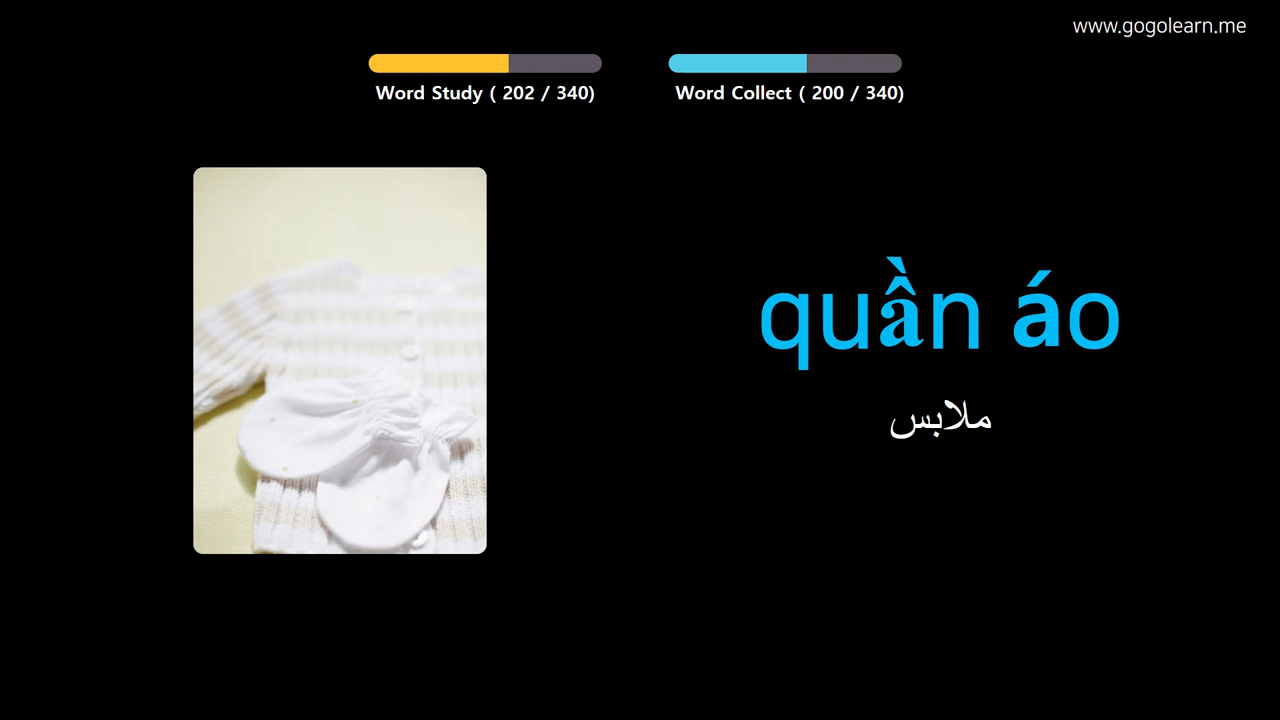 www.gogolearn.me
Word Study ( 202 / 340)
Word Collect ( 200 / 340)
quần áo
ملابس